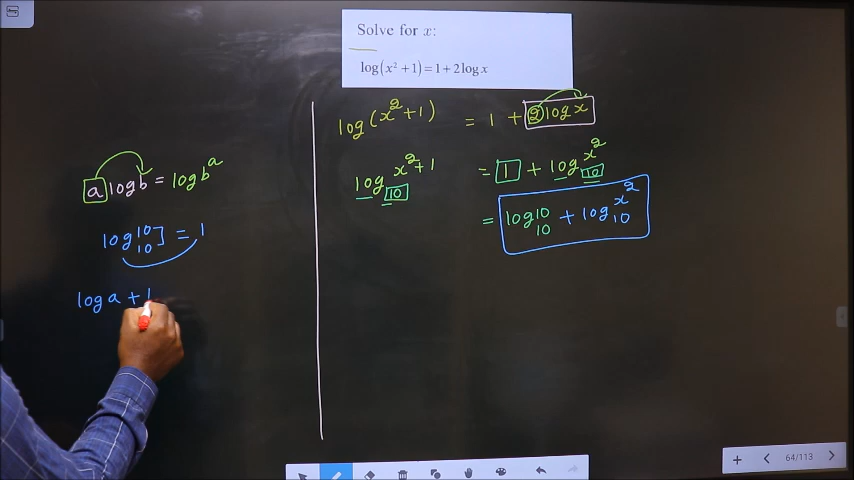 Solve for x:
log(x² + 1) = 1 + 2 log x
log(x² + 1) = 1 + 2 log x
log₁₀ x² + 1 = 1 + log₁₀ x²
= log₁₀ 10 + log₁₀ x²
a log b = log bᵃ
log₁₀ 10 ] = 1
log a + l
64/113